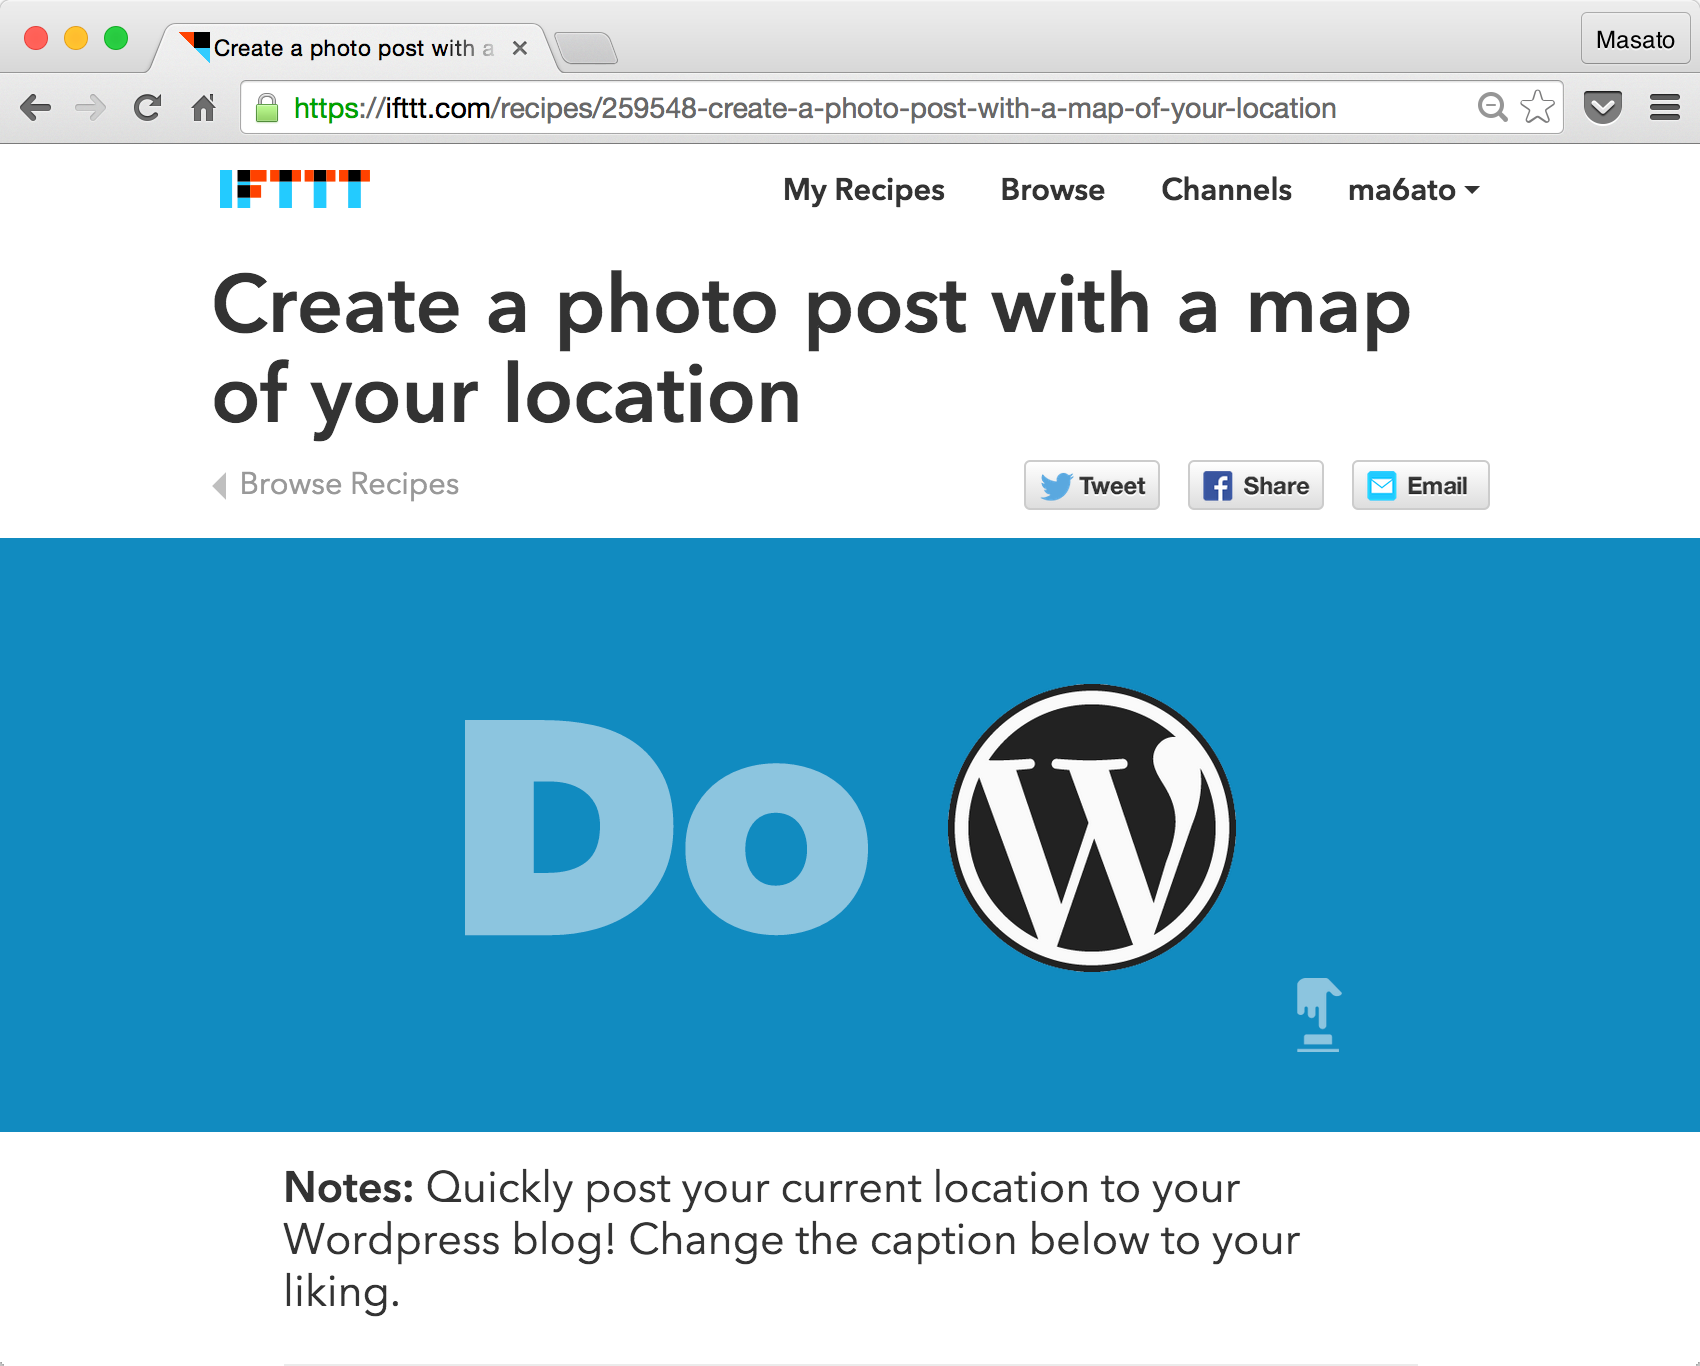 Create a photo post with a
Masato
https://ifttt.com/recipes/259548-create-a-photo-post-with-a-map-of-your-location
IFTTT
My Recipes
Browse
Channels
ma6ato
Create a photo post with a map
of your location
Browse Recipes
Tweet
Share
Email
Do
W
Notes: Quickly post your current location to your
Wordpress blog! Change the caption below to your
liking.